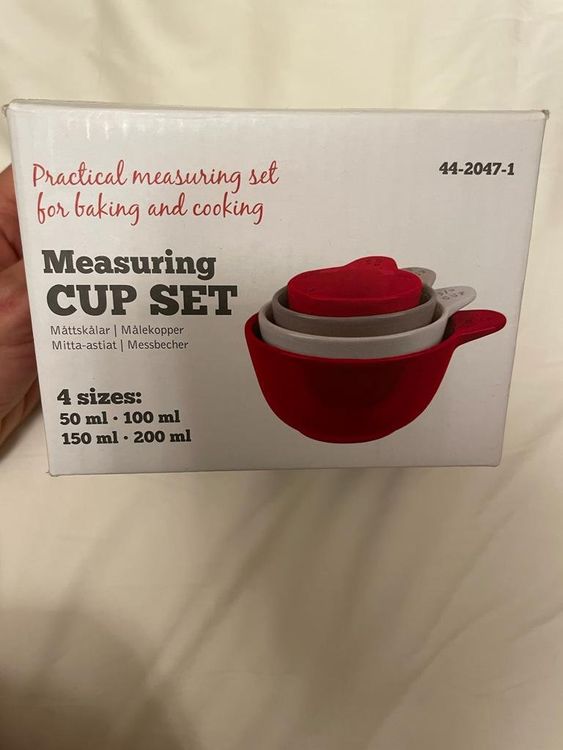 Practical measuring set
for baking and cooking
44-2047-1
Measuring
CUP SET
Måttskålar | Målekopper
Mitta-astiat | Messbecher
4 sizes:
50 ml · 100 ml
150 ml · 200 ml